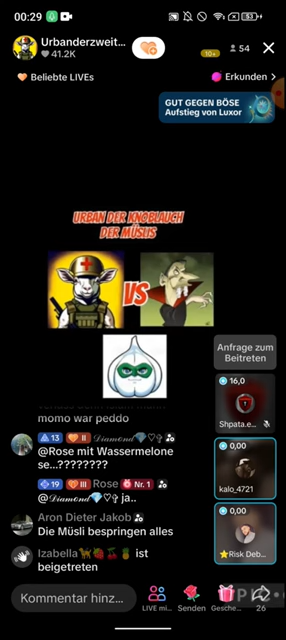 00:29
53
Urbanderzweit...
41.2K
10+
54
Beliebte LIVEs
Erkunden >
GUT GEGEN BÖSE
Aufstieg von Luxor
URBAN DER KNOBLAUCH
DER MÜSLIS
VS
Anfrage zum
Beitreten
16,0
Shpata.e...
momo war peddo
13 II 𝒟𝒾𝒶𝓂𝑜𝓃𝒹
@Rose mit Wassermelone
se...????????
19 III Rose Nr. 1
@𝒟𝒾𝒶𝓂𝑜𝓃𝒹 ja..
0,00
kalo_4721
Aron Dieter Jakob
Die Müsli bespringen alles
Izabella ist
beigetreten
0,00
Risk Deb...
Kommentar hinz...
LIVE mi...
Senden
Gesche...
26